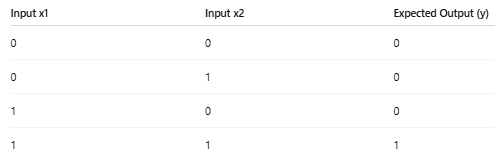 Input x1 Input x2 Expected Output (y)
0 0 0
0 1 0
1 0 0
1 1 1